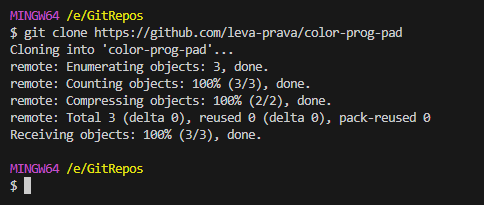 MINGW64 /e/GitRepos
$ git clone https://github.com/leva-prava/color-prog-pad
Cloning into 'color-prog-pad'...
remote: Enumerating objects: 3, done.
remote: Counting objects: 100% (3/3), done.
remote: Compressing objects: 100% (2/2), done.
remote: Total 3 (delta 0), reused 0 (delta 0), pack-reused 0
Receiving objects: 100% (3/3), done.
MINGW64 /e/GitRepos
$